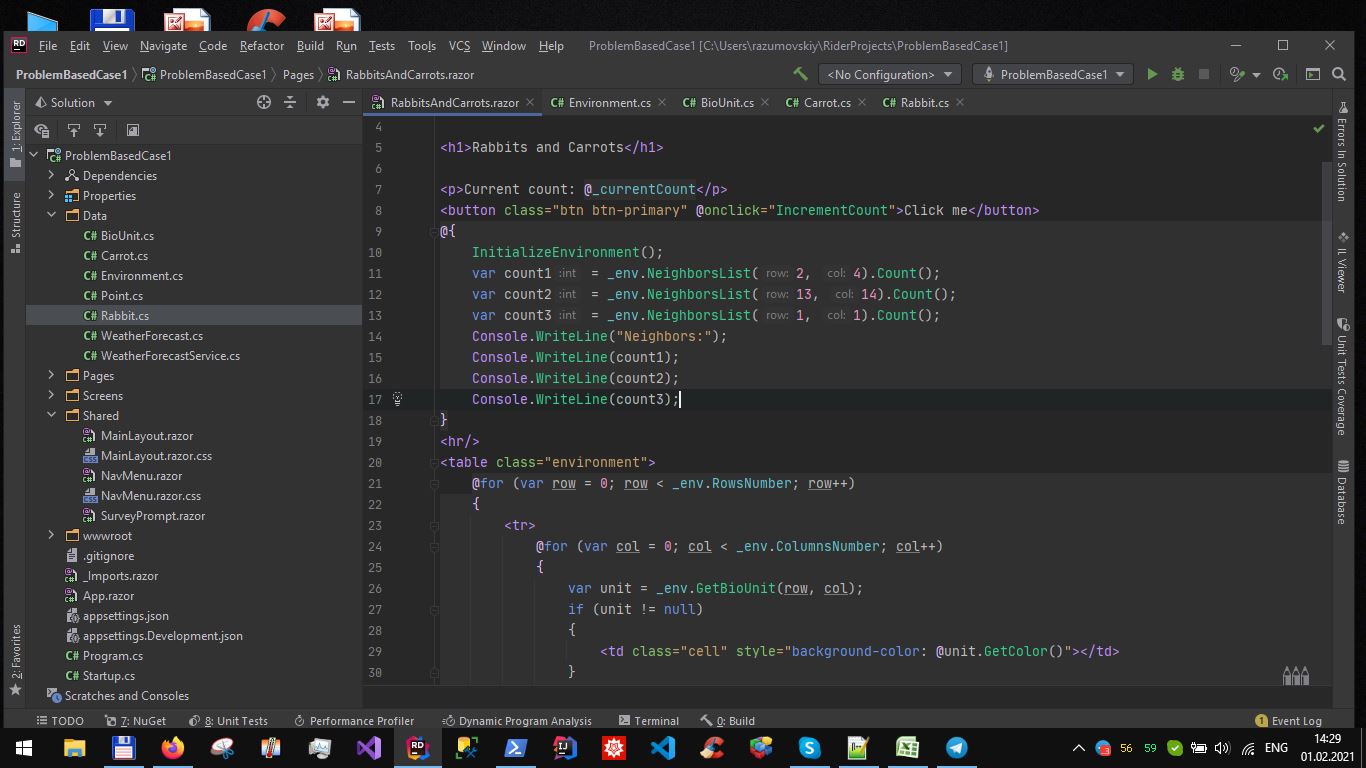 File Edit View Navigate Code Refactor Build Run Tests Tools VCS Window Help ProblemBasedCase1 [C:\Users\razumovskiy\RiderProjects\ProblemBasedCase1]
ProblemBasedCase1 ProblemBasedCase1 Pages RabbitsAndCarrots.razor <No Configuration> ProblemBasedCase1
1: Explorer
Structure
2: Favorites
Solution
ProblemBasedCase1
Dependencies
Properties
Data
C# BioUnit.cs
C# Carrot.cs
C# Environment.cs
C# Point.cs
C# Rabbit.cs
C# WeatherForecast.cs
C# WeatherForecastService.cs
Pages
Screens
Shared
MainLayout.razor
MainLayout.razor.css
NavMenu.razor
NavMenu.razor.css
SurveyPrompt.razor
wwwroot
.gitignore
_Imports.razor
App.razor
appsettings.json
appsettings.Development.json
C# Program.cs
C# Startup.cs
Scratches and Consoles
RabbitsAndCarrots.razor C# Environment.cs C# BioUnit.cs C# Carrot.cs C# Rabbit.cs
4
5 <h1>Rabbits and Carrots</h1>
6
7 <p>Current count: @_currentCount</p>
8 <button class="btn btn-primary" @onclick="IncrementCount">Click me</button>
9 @{
10 InitializeEnvironment();
11 var count1 :int = _env.NeighborsList( row: 2, col: 4).Count();
12 var count2 :int = _env.NeighborsList( row: 13, col: 14).Count();
13 var count3 :int = _env.NeighborsList( row: 1, col: 1).Count();
14 Console.WriteLine("Neighbors:");
15 Console.WriteLine(count1);
16 Console.WriteLine(count2);
17 Console.WriteLine(count3);
18 }
19 <hr/>
20 <table class="environment">
21 @for (var row = 0; row < _env.RowsNumber; row++)
22 {
23 <tr>
24 @for (var col = 0; col < _env.ColumnsNumber; col++)
25 {
26 var unit = _env.GetBioUnit(row, col);
27 if (unit != null)
28 {
29 <td class="cell" style="background-color: @unit.GetColor()"></td>
30 }
Errors In Solution
IL Viewer
Unit Tests Coverage
Database
TODO 7: NuGet 8: Unit Tests Performance Profiler Dynamic Program Analysis Terminal 0: Build 1 Event Log
56 59 ENG 14:29
01.02.2021